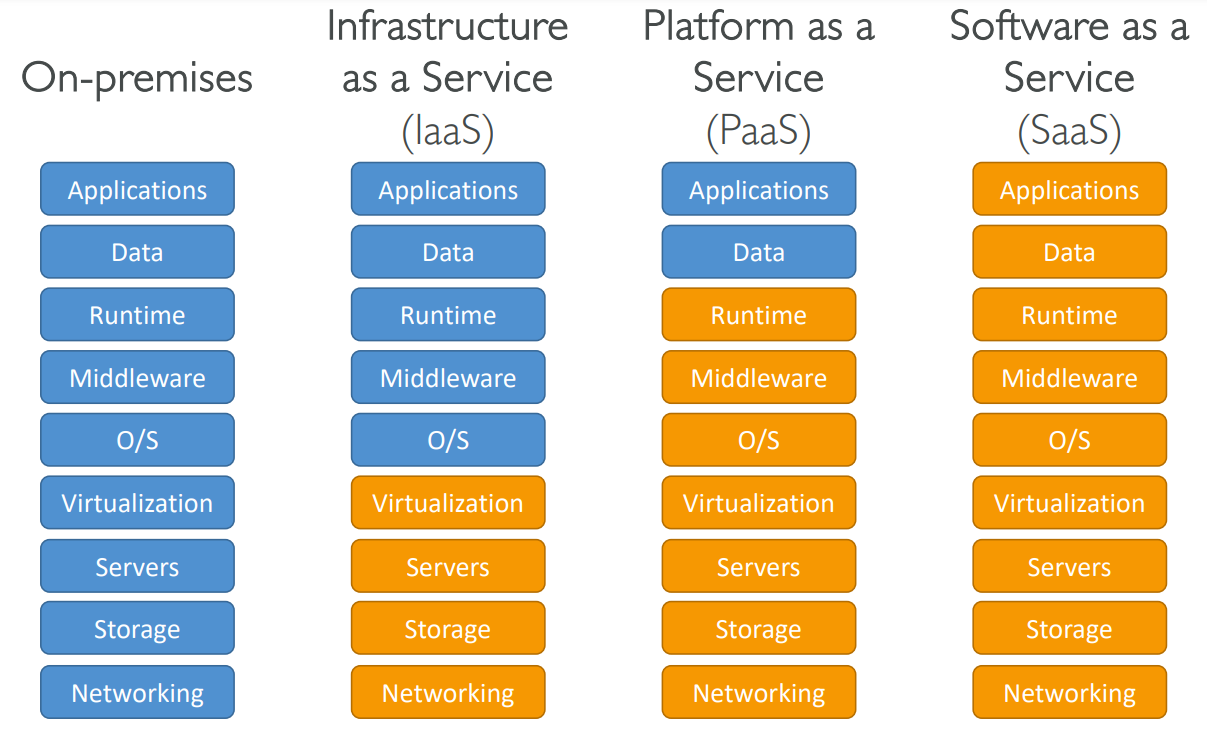 On-premises
Infrastructure
as a Service
(IaaS)
Platform as a
Service
(PaaS)
Software as a
Service
(SaaS)
Applications
Data
Runtime
Middleware
O/S
Virtualization
Servers
Storage
Networking
Applications
Data
Runtime
Middleware
O/S
Virtualization
Servers
Storage
Networking
Applications
Data
Runtime
Middleware
O/S
Virtualization
Servers
Storage
Networking
Applications
Data
Runtime
Middleware
O/S
Virtualization
Servers
Storage
Networking